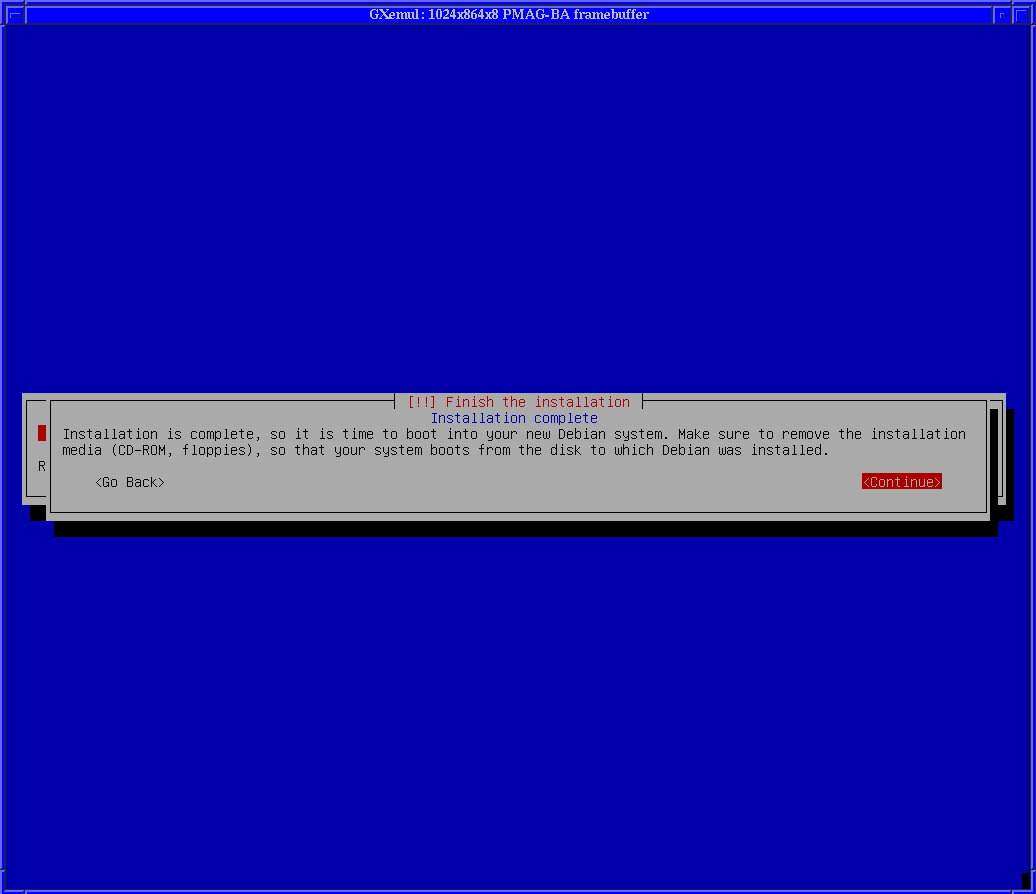 GXemul: 1024x864x8 PMAG-BA framebuffer
[!!] Finish the installation
Installation complete
Installation is complete, so it is time to boot into your new Debian system. Make sure to remove the installation
media (CD-ROM, floppies), so that your system boots from the disk to which Debian was installed.
R
<Go Back> <Continue>